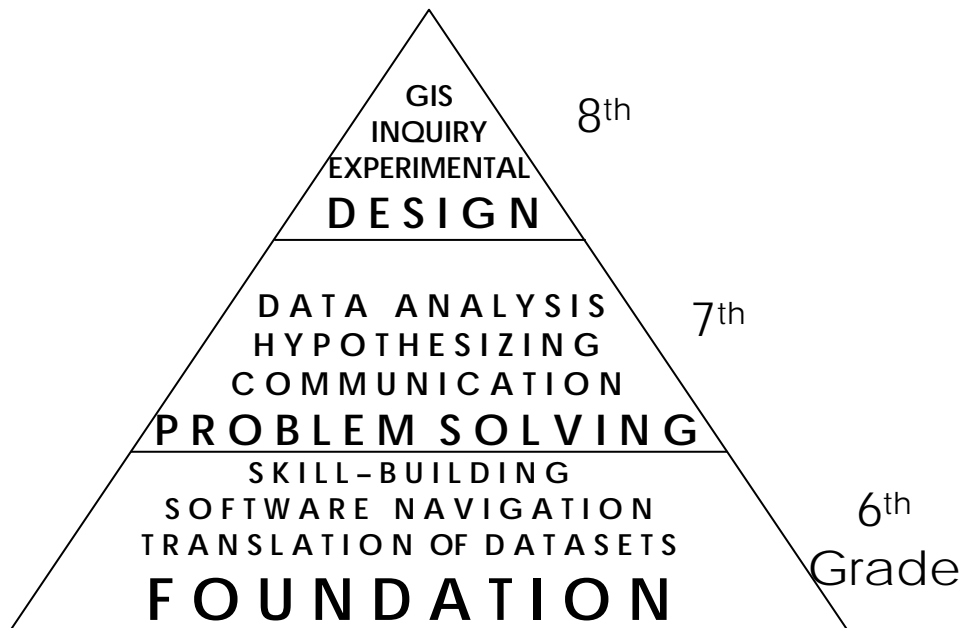 GIS
INQUIRY
EXPERIMENTAL
DESIGN
8th
DATA ANALYSIS
HYPOTHESIZING
COMMUNICATION
PROBLEM SOLVING
7th
SKILL–BUILDING
SOFTWARE NAVIGATION
TRANSLATION OF DATASETS
FOUNDATION
6th
Grade